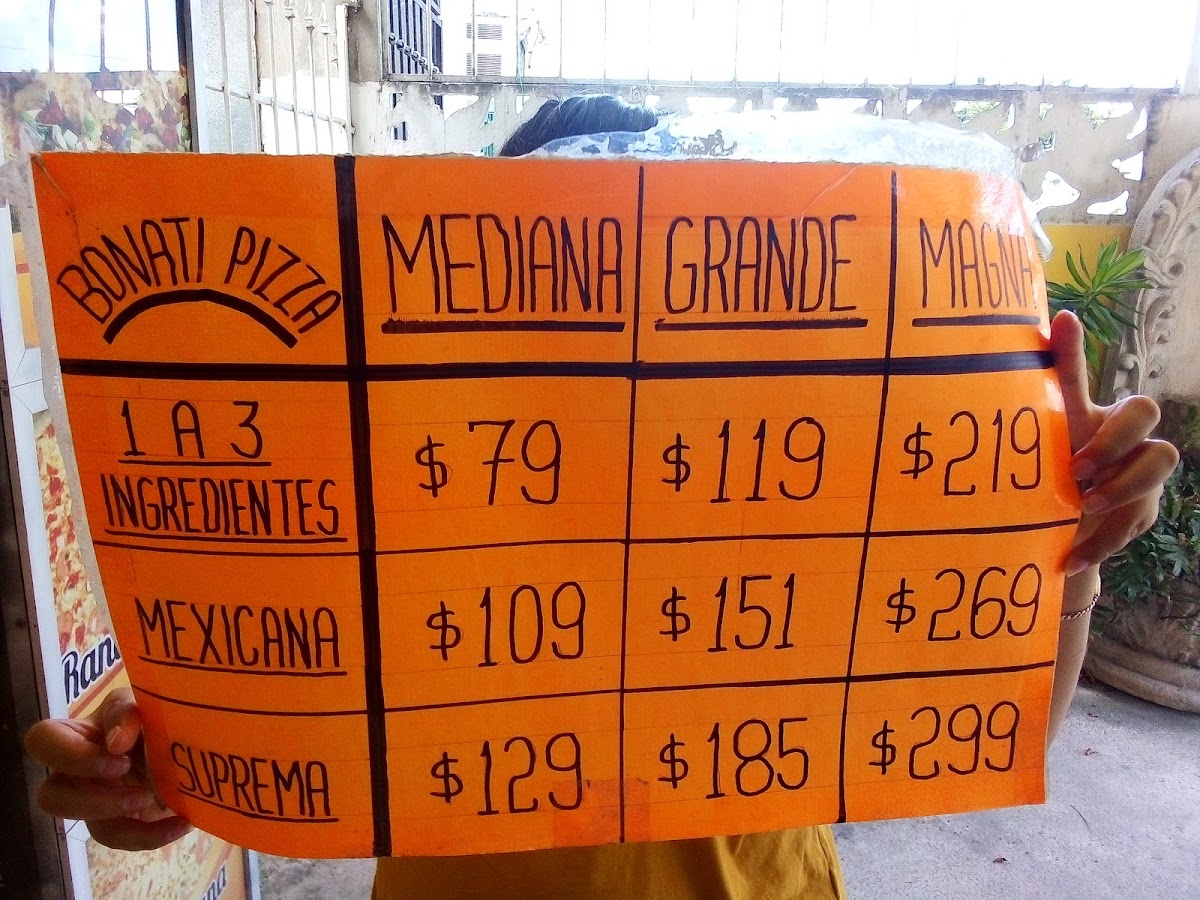 BONATI PIZZA MEDIANA GRANDE MAGNA
1 A 3
INGREDIENTES $79 $119 $219
MEXICANA $109 $151 $269
SUPREMA $129 $185 $299